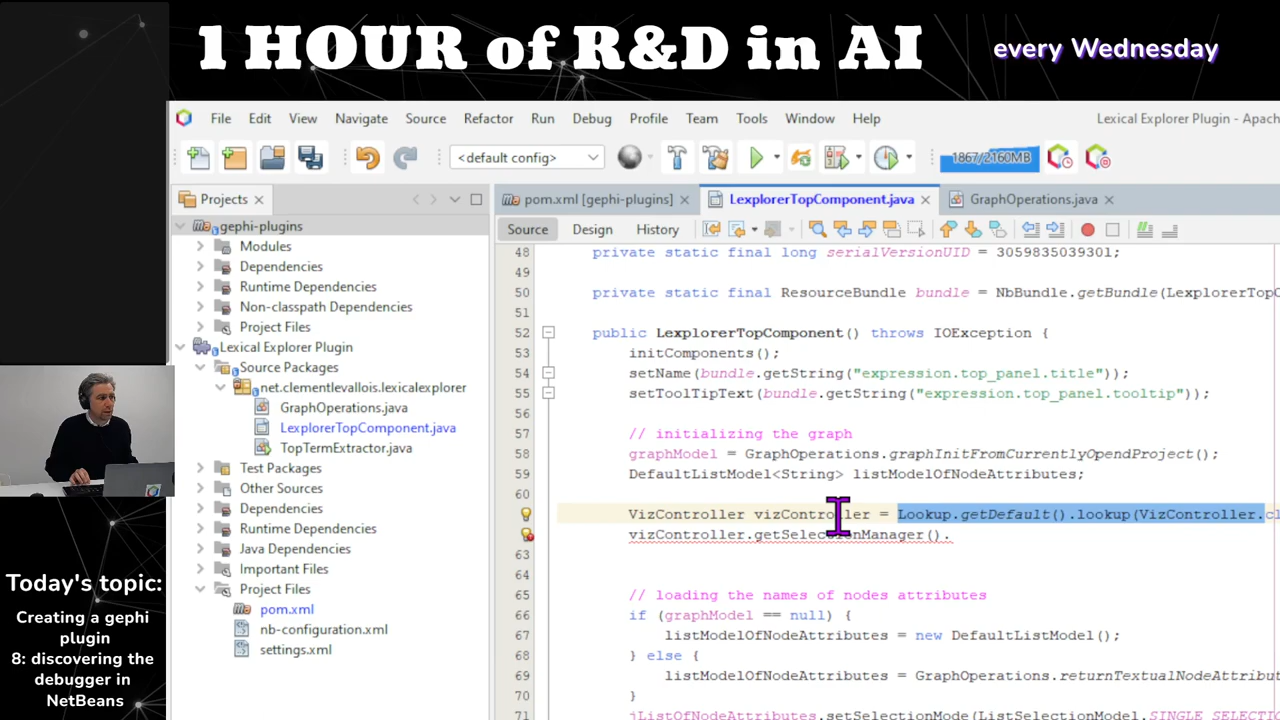 1 HOUR of R&D in AI
every Wednesday
File Edit View Navigate Source Refactor Run Debug Profile Team Tools Window Help
Lexical Explorer Plugin - Apach
<default config>
1867/2160MB
Projects
pom.xml [gephi-plugins]
LexplorerTopComponent.java
GraphOperations.java
Source Design History
gephi-plugins
Modules
Dependencies
Runtime Dependencies
Non-classpath Dependencies
Project Files
Lexical Explorer Plugin
Source Packages
net.clementlevallois.lexicalexplorer
GraphOperations.java
LexplorerTopComponent.java
TopTermExtractor.java
Test Packages
Other Sources
Dependencies
Runtime Dependencies
Java Dependencies
Important Files
Project Files
pom.xml
nb-configuration.xml
settings.xml
48 private static final long serialVersionUID = 3059835039301;
49
50 private static final ResourceBundle bundle = NbBundle.getBundle(LexplorerTopC
51
52 public LexplorerTopComponent() throws IOException {
53 initComponents();
54 setName(bundle.getString("expression.top_panel.title"));
55 setToolTipText(bundle.getString("expression.top_panel.tooltip"));
56
57 // initializing the graph
58 graphModel = GraphOperations.graphInitFromCurrentlyOpendProject();
59 DefaultListModel<String> listModelOfNodeAttributes;
60
VizController vizController = Lookup.getDefault().lookup(VizController.cl
vizController.getSelectionManager().
63
64
65 // loading the names of nodes attributes
66 if (graphModel == null) {
67 listModelOfNodeAttributes = new DefaultListModel();
68 } else {
69 listModelOfNodeAttributes = GraphOperations.returnTextualNodeAttribut
70 }
71 jListOfNodeAttributes.setSelectionMode(ListSelectionModel.SINGLE_SELECTIO
Today's topic:
Creating a gephi
plugin
8: discovering the
debugger in
NetBeans